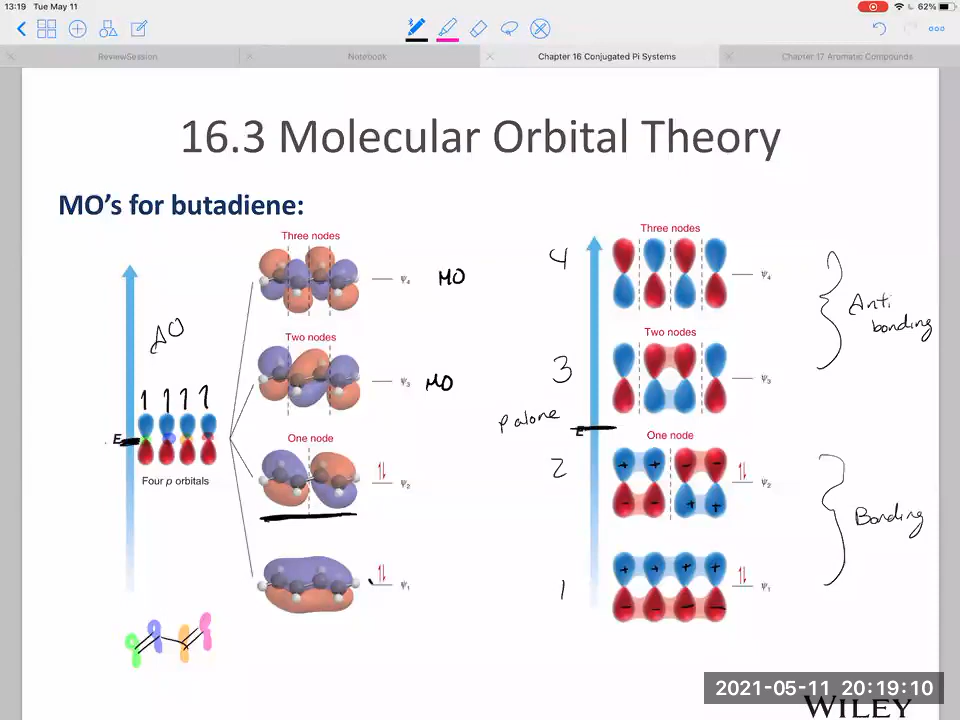 13:19 Tue May 11
62%
ReviewSession
Notebook
Chapter 16 Conjugated Pi Systems
Chapter 17 Aromatic Compounds
16.3 Molecular Orbital Theory
MO's for butadiene:
AO
E
Four p orbitals
Three nodes
ψ4
MO
Two nodes
ψ3
MO
One node
ψ2
ψ1
4
Three nodes
ψ4
Anti
bonding
3
Two nodes
ψ3
p alone
E
2
One node
+ + - -
- - + +
ψ2
Bonding
1
+ + + +
- - - -
ψ1
2021-05-11 20:19:10
WILEY